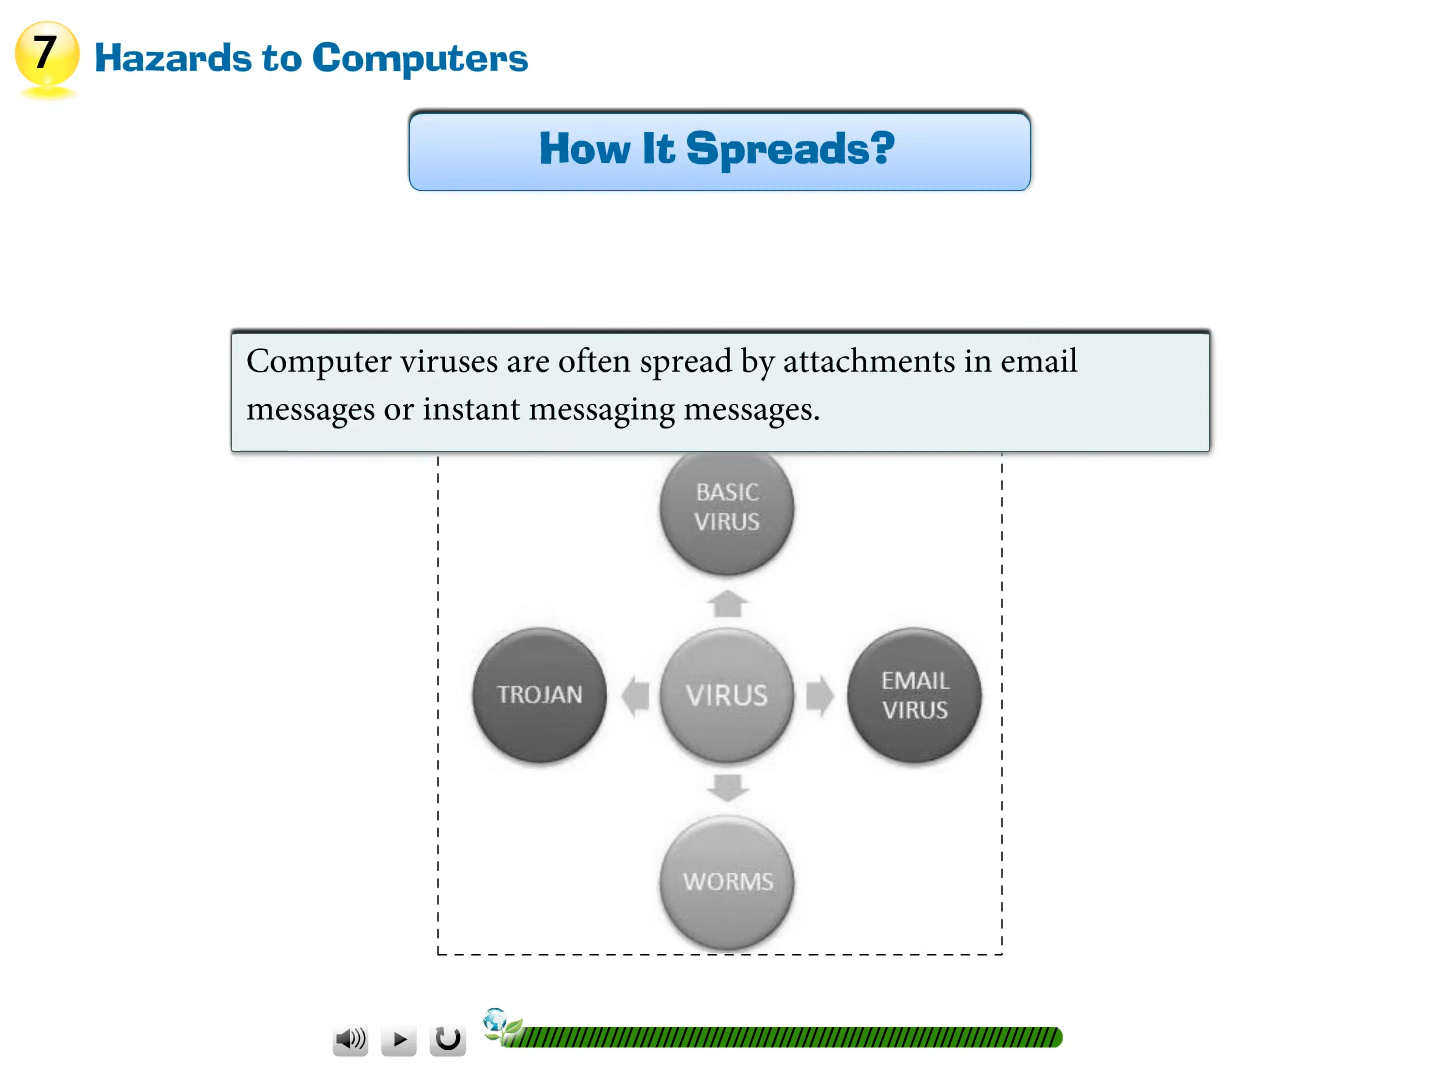 7
Hazards to Computers
How It Spreads?
Computer viruses are often spread by attachments in email
messages or instant messaging messages.
BASIC
VIRUS
TROJAN
VIRUS
EMAIL
VIRUS
WORMS